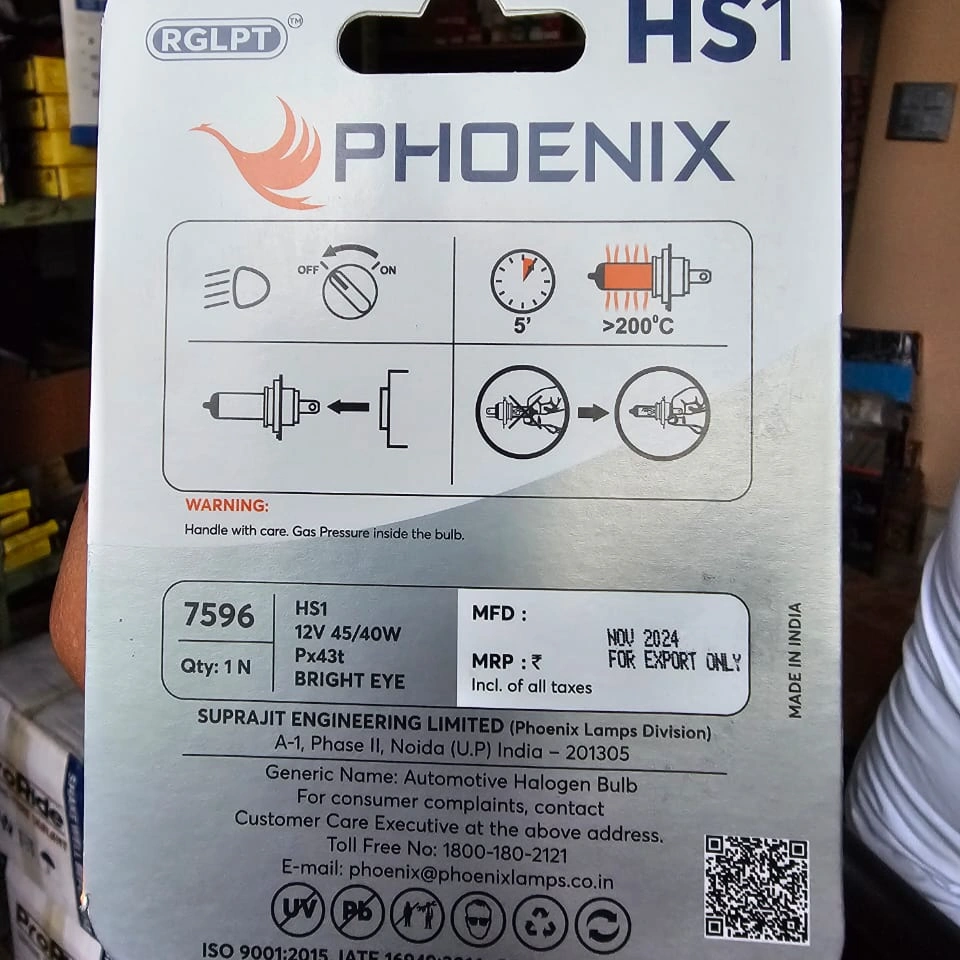 RGLPT™
HS1
PHOENIX
OFF
ON
5'
>200°C
WARNING:
Handle with care. Gas Pressure inside the bulb.
7596
Qty: 1 N
HS1
12V 45/40W
Px43t
BRIGHT EYE
MFD :
NOV 2024
MRP : ₹
FOR EXPORT ONLY
Incl. of all taxes
MADE IN INDIA
SUPRAJIT ENGINEERING LIMITED (Phoenix Lamps Division)
A-1, Phase II, Noida (U.P) India – 201305
Generic Name: Automotive Halogen Bulb
For consumer complaints, contact
Customer Care Executive at the above address.
Toll Free No: 1800-180-2121
E-mail: phoenix@phoenixlamps.co.in
UV
Pb
ISO 9001:2015